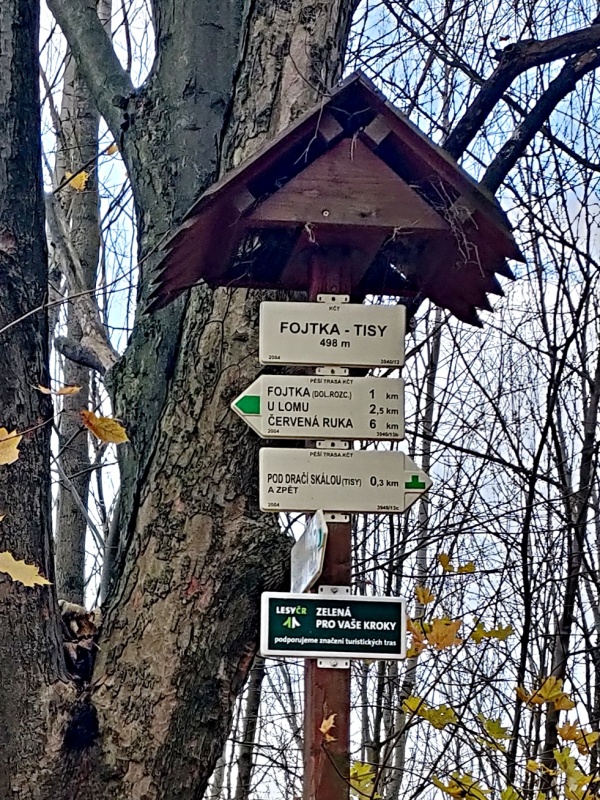 KČT
FOJTKA - TISY
498 m
2004 3940/13
PĚŠÍ TRASA KČT
FOJTKA (DOL.ROZC.) 1 km
U LOMU 2,5 km
ČERVENÁ RUKA 6 km
2004 3940/13b
PĚŠÍ TRASA KČT
POD DRAČÍ SKÁLOU (TISY) 0,3 km
A ZPĚT
2004 3940/13c
LESY ČR
ZELENÁ
PRO VAŠE KROKY
podporujeme značení turistických tras